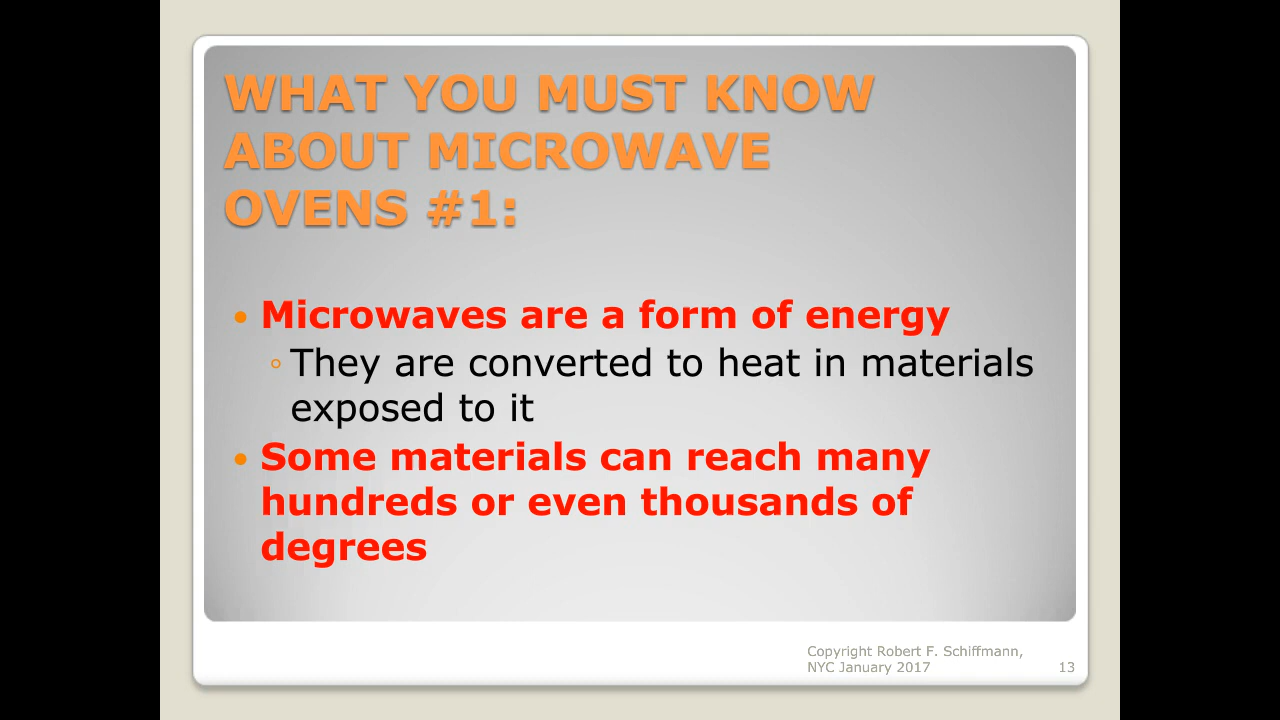 WHAT YOU MUST KNOW
ABOUT MICROWAVE
OVENS #1:
• Microwaves are a form of energy
◦ They are converted to heat in materials
exposed to it
• Some materials can reach many
hundreds or even thousands of
degrees
Copyright Robert F. Schiffmann,
NYC January 2017
13